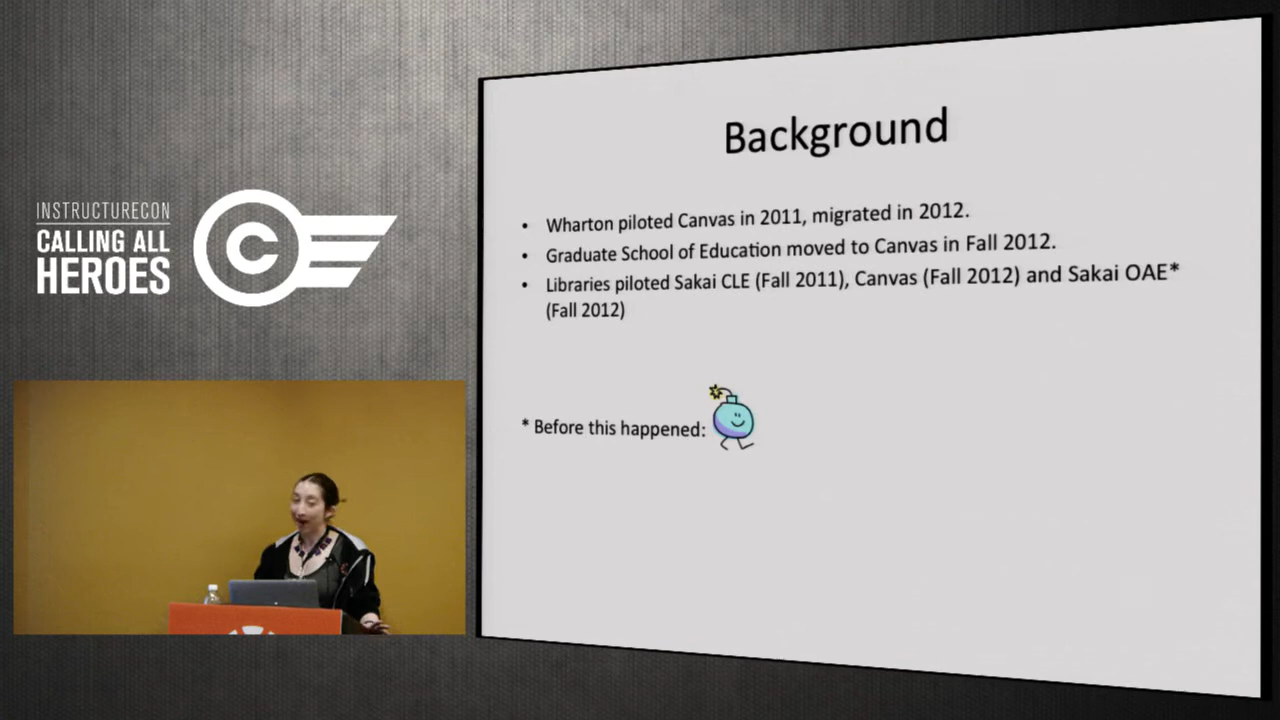 INSTRUCTURECON
CALLING ALL
HEROES
C
Background
• Wharton piloted Canvas in 2011, migrated in 2012.
• Graduate School of Education moved to Canvas in Fall 2012.
• Libraries piloted Sakai CLE (Fall 2011), Canvas (Fall 2012) and Sakai OAE*
(Fall 2012)
* Before this happened: